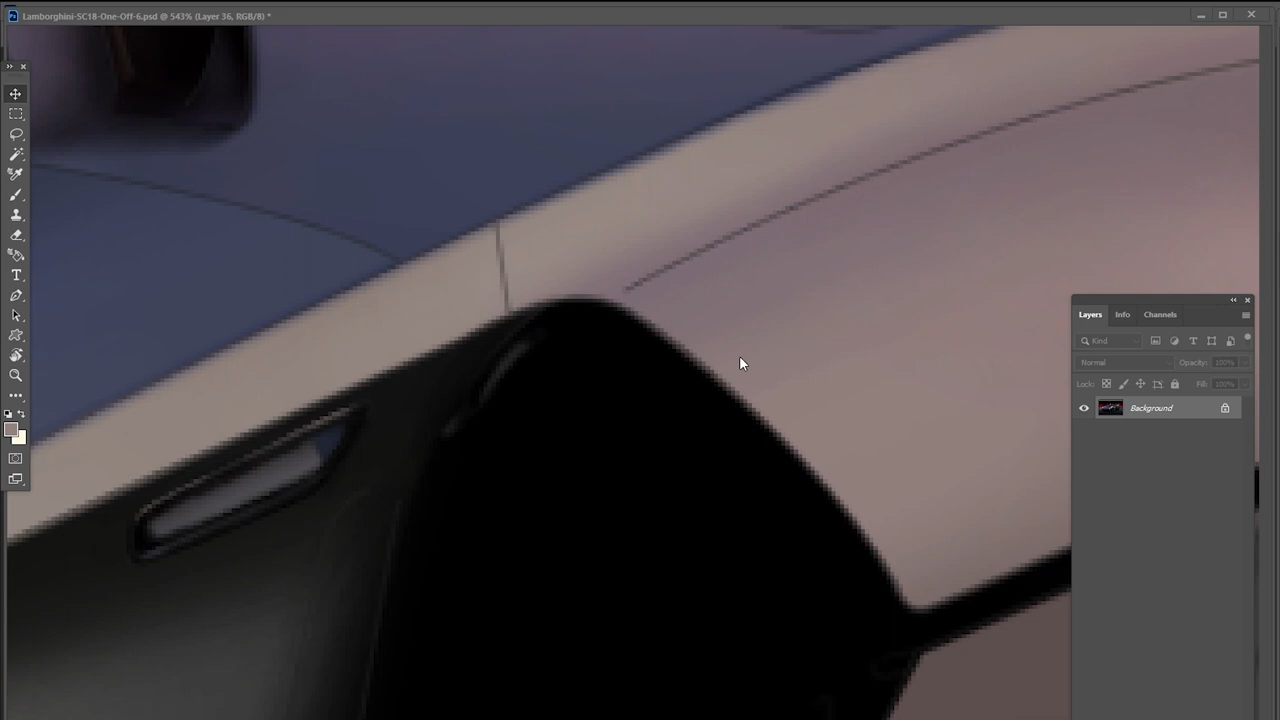 Lamborghini-SC18-One-Off-6.psd @ 543% (Layer 36, RGB/8) *
Layers Info Channels
Kind
Normal Opacity: 100%
Lock: Fill: 100%
Background